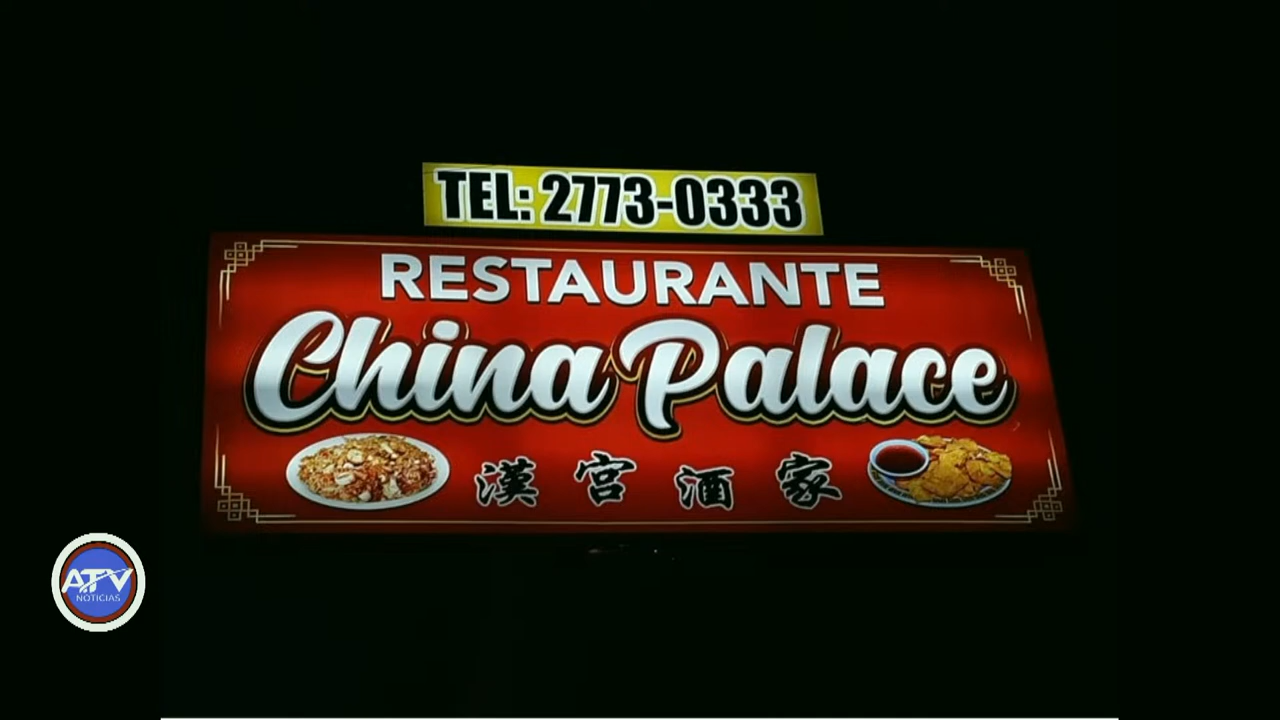 TEL: 2773-0333
RESTAURANTE
China Palace
漢宮酒家
ATV
NOTICIAS